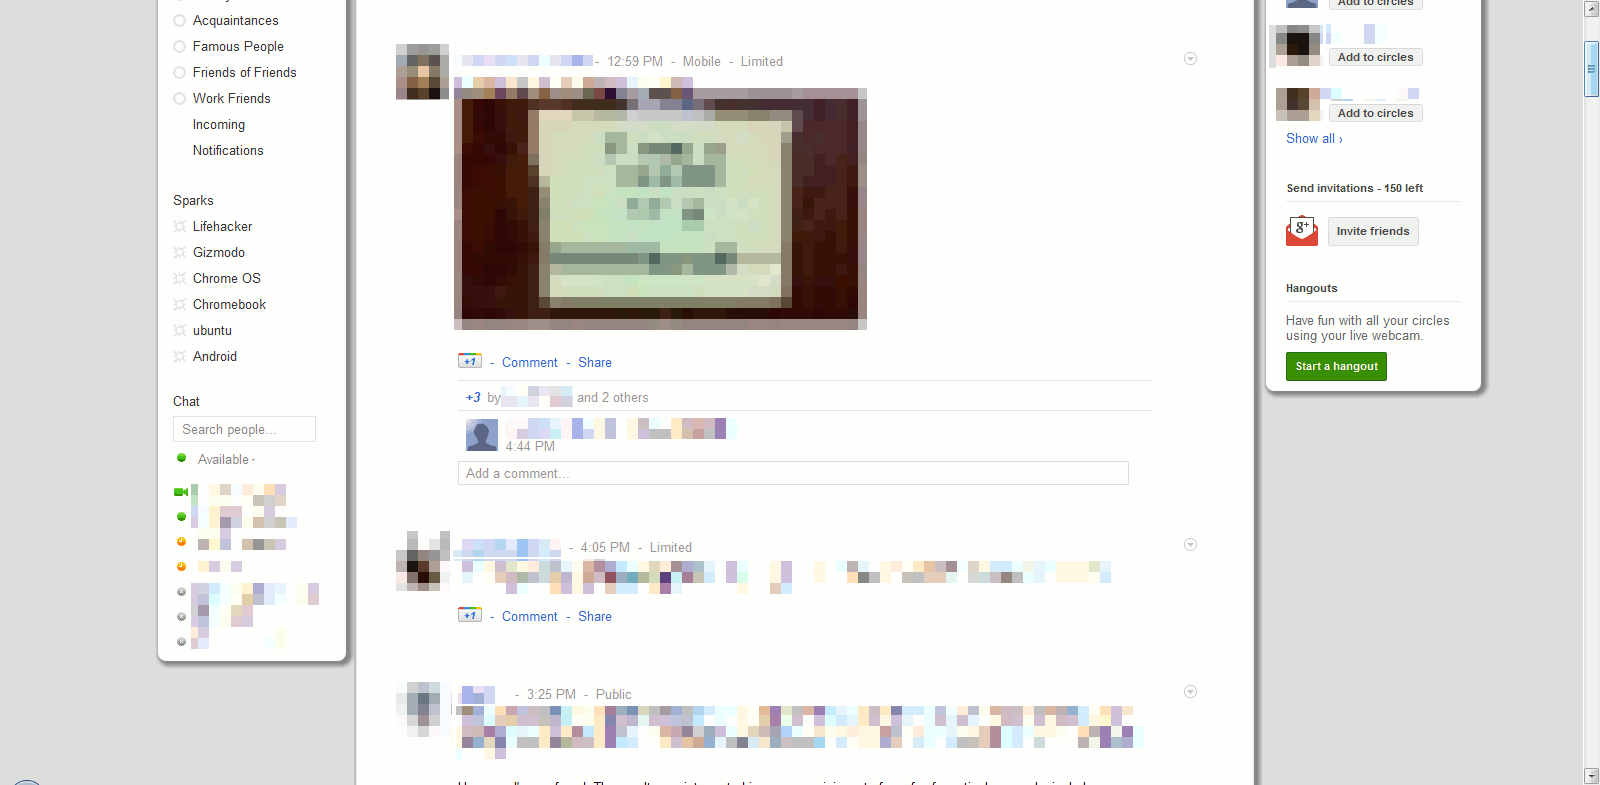 Acquaintances
Famous People
Friends of Friends
Work Friends
Incoming
Notifications
Sparks
Lifehacker
Gizmodo
Chrome OS
Chromebook
ubuntu
Android
Chat
Search people...
Available -
- 12:59 PM - Mobile - Limited
+1 - Comment - Share
+3 by
and 2 others
4:44 PM
Add a comment...
- 4:05 PM - Limited
+1 - Comment - Share
- 3:25 PM - Public
Add to circles
Add to circles
Add to circles
Show all ›
Send invitations - 150 left
g+
Invite friends
Hangouts
Have fun with all your circles
using your live webcam.
Start a hangout